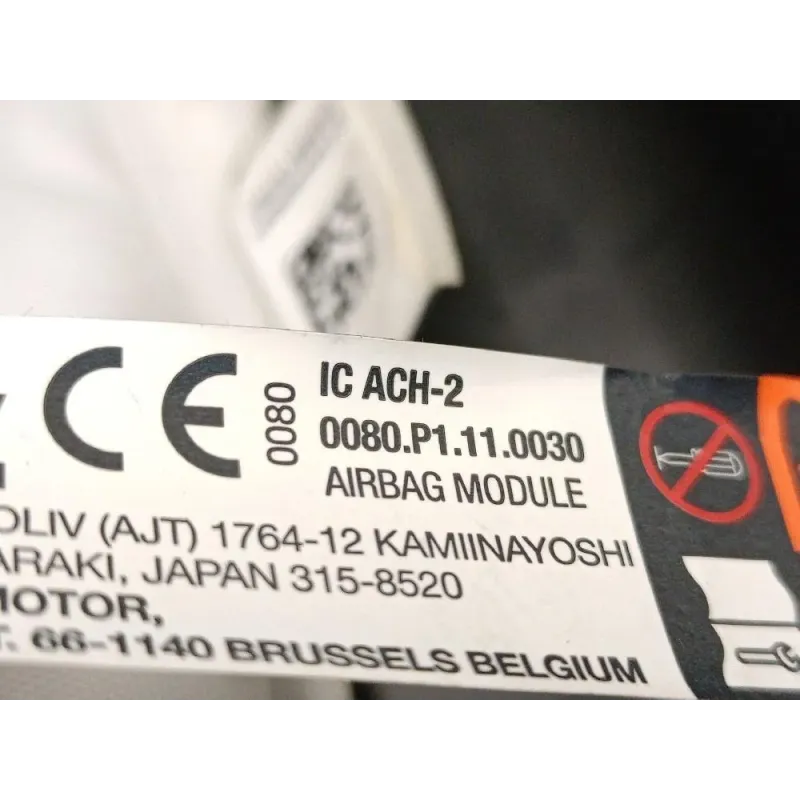 CE 0080
IC ACH-2
0080.P1.11.0030
AIRBAG MODULE
OLIV (AJT) 1764-12 KAMIINAYOSHI
ARAKI, JAPAN 315-8520
MOTOR,
T. 66-1140 BRUSSELS BELGIUM